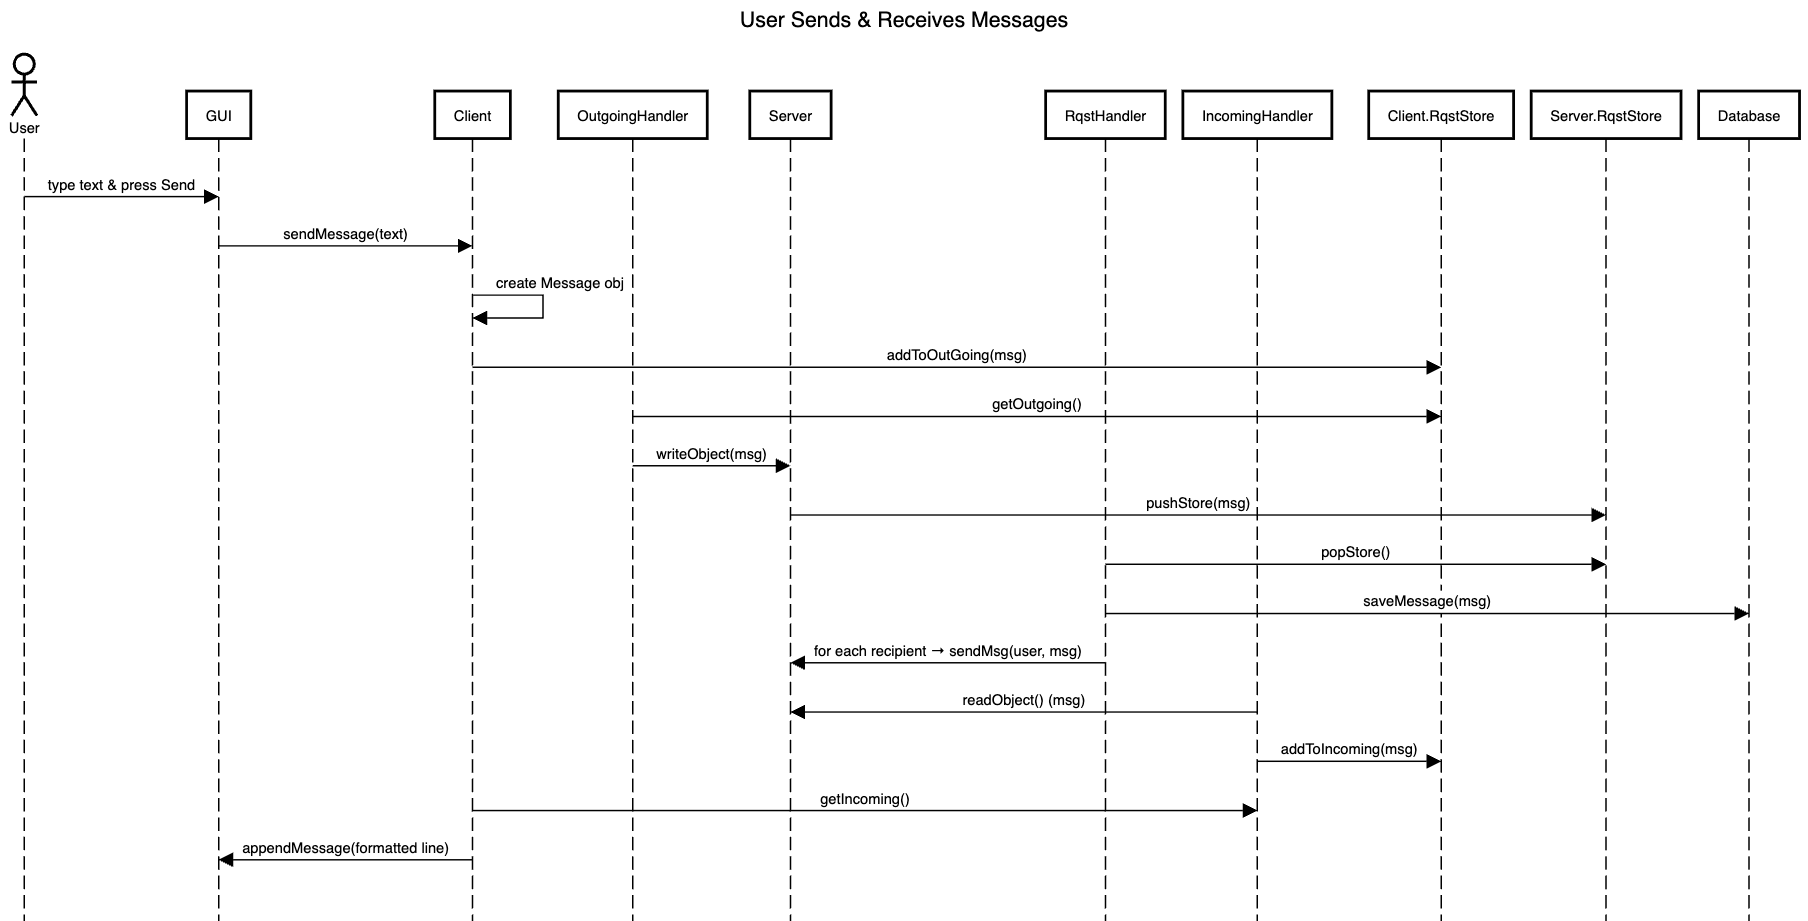 User Sends & Receives Messages
User
GUI
Client
OutgoingHandler
Server
RqstHandler
IncomingHandler
Client.RqstStore
Server.RqstStore
Database
type text & press Send
sendMessage(text)
create Message obj
addToOutGoing(msg)
getOutgoing()
writeObject(msg)
pushStore(msg)
popStore()
saveMessage(msg)
for each recipient → sendMsg(user, msg)
readObject() (msg)
addToIncoming(msg)
getIncoming()
appendMessage(formatted line)